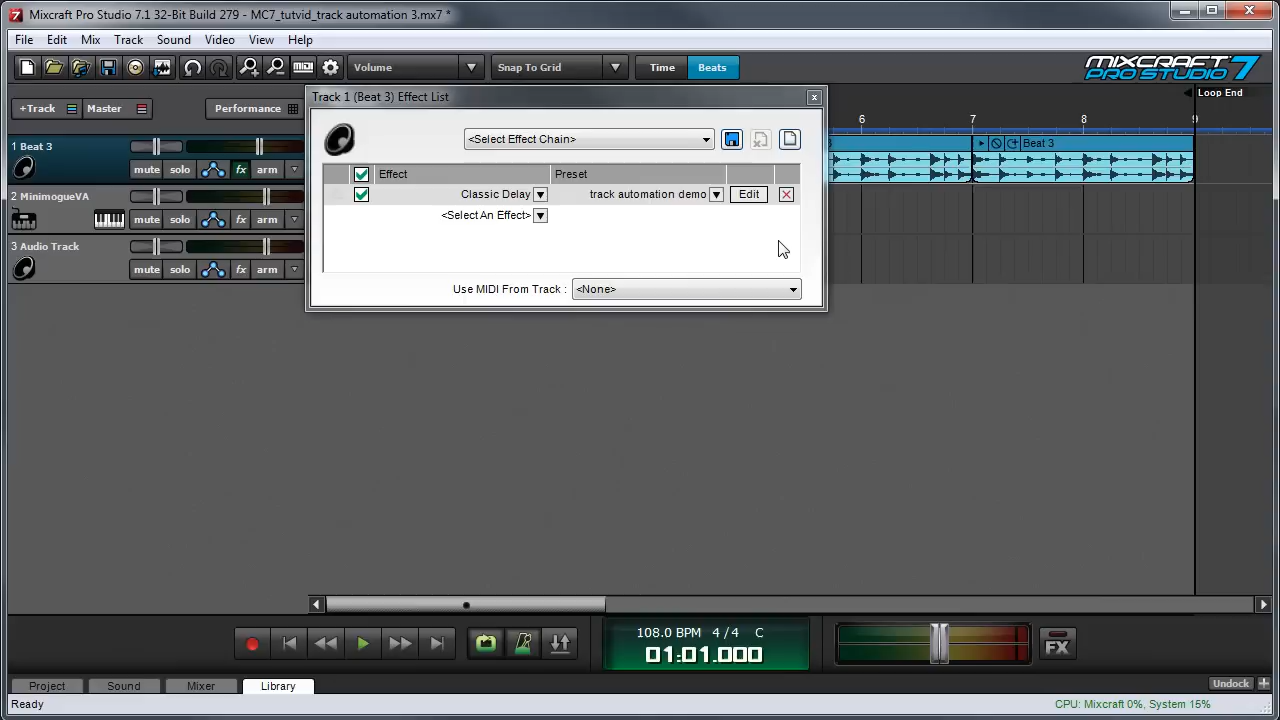 Mixcraft Pro Studio 7.1 32-Bit Build 279 - MC7_tutvid_track automation 3.mx7 *
File Edit Mix Track Sound Video View Help
Volume Snap To Grid Time Beats
MIXCRAFT PRO STUDIO 7
+Track Master Performance
Track 1 (Beat 3) Effect List
Loop End
6 7 8 9
<Select Effect Chain>
1 Beat 3
mute solo fx arm
3
Beat 3
Effect Preset
Classic Delay track automation demo Edit
<Select An Effect>
2 MinimogueVA
mute solo fx arm
3 Audio Track
mute solo fx arm
Use MIDI From Track : <None>
108.0 BPM 4 / 4 C
01:01.000
FX
Project Sound Mixer Library
Undock
Ready
CPU: Mixcraft 0%, System 15%